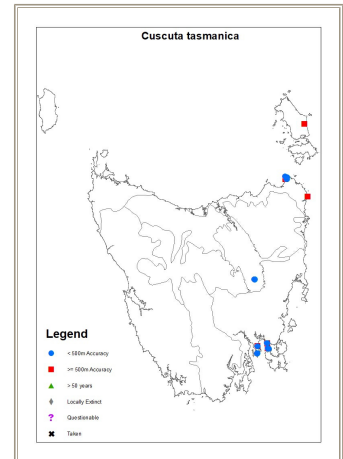 Cuscuta tasmanica
Legend
< 500m Accuracy
>= 500m Accuracy
> 50 years
Locally Extinct
Questionable
Taken